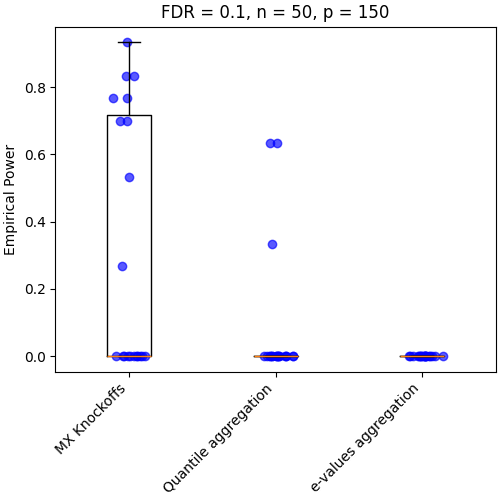 FDR = 0.1, n = 50, p = 150
Empirical Power
0.8
0.6
0.4
0.2
0.0
MX Knockoffs
Quantile aggregation
e-values aggregation